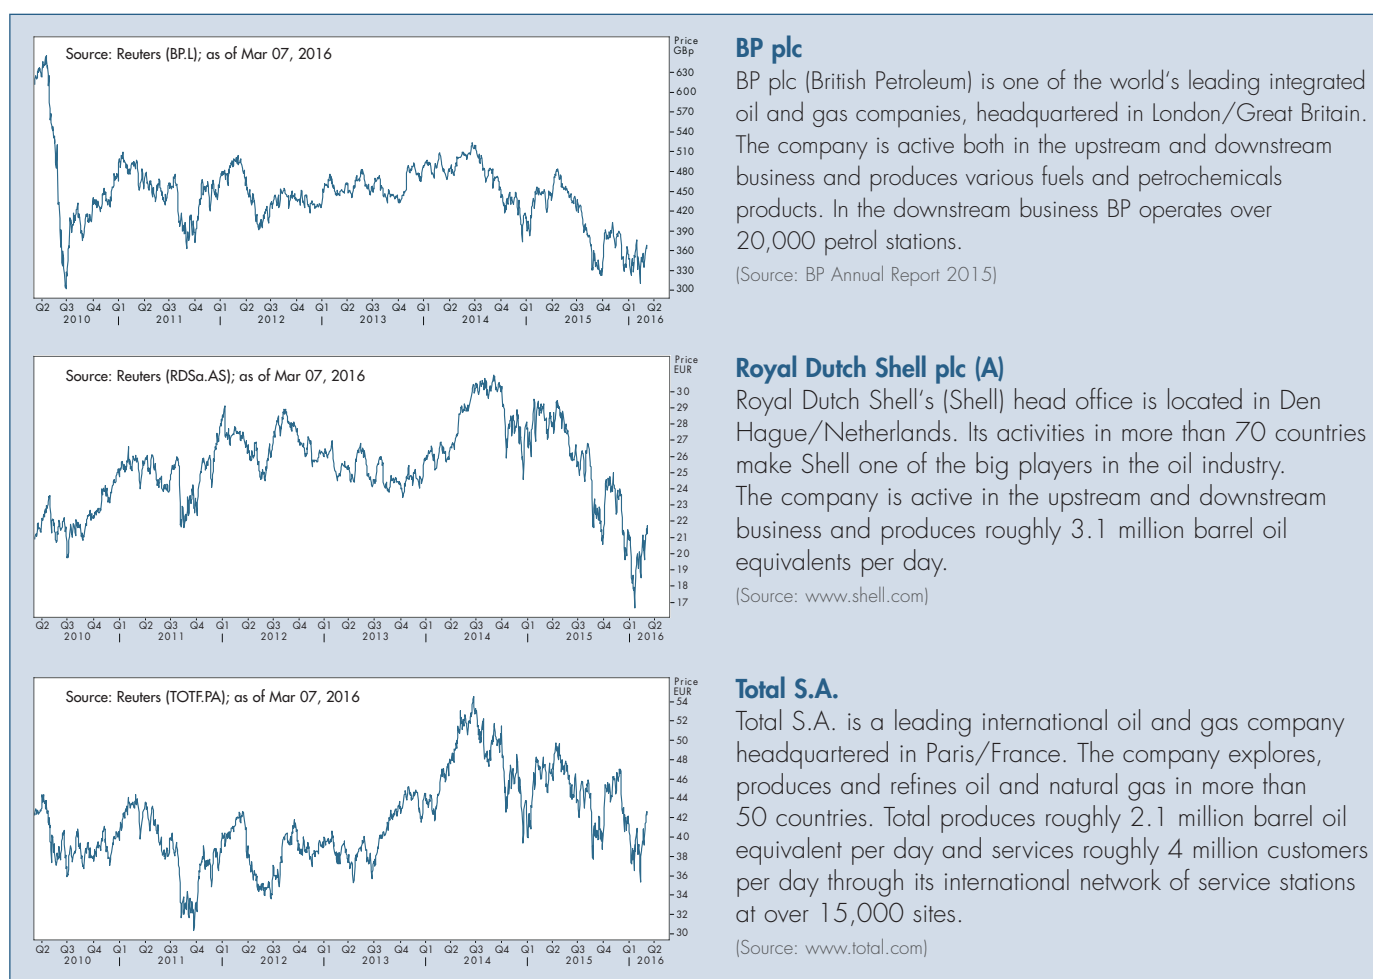 Source: Reuters (BP.L); as of Mar 07, 2016
Price
GBp
630
600
570
540
510
480
450
420
390
360
330
300
Q2 Q3 Q4 Q1 Q2 Q3 Q4 Q1 Q2 Q3 Q4 Q1 Q2 Q3 Q4 Q1 Q2 Q3 Q4 Q1 Q2 Q3 Q4 Q1 Q2
2010 2011 2012 2013 2014 2015 2016
BP plc
BP plc (British Petroleum) is one of the world's leading integrated
oil and gas companies, headquartered in London/Great Britain.
The company is active both in the upstream and downstream
business and produces various fuels and petrochemicals
products. In the downstream business BP operates over
20,000 petrol stations.
(Source: BP Annual Report 2015)
Source: Reuters (RDSa.AS); as of Mar 07, 2016
Price
EUR
30
29
28
27
26
25
24
23
22
21
20
19
18
17
Q2 Q3 Q4 Q1 Q2 Q3 Q4 Q1 Q2 Q3 Q4 Q1 Q2 Q3 Q4 Q1 Q2 Q3 Q4 Q1 Q2 Q3 Q4 Q1 Q2
2010 2011 2012 2013 2014 2015 2016
Royal Dutch Shell plc (A)
Royal Dutch Shell's (Shell) head office is located in Den
Hague/Netherlands. Its activities in more than 70 countries
make Shell one of the big players in the oil industry.
The company is active in the upstream and downstream
business and produces roughly 3.1 million barrel oil
equivalents per day.
(Source: www.shell.com)
Source: Reuters (TOTF.PA); as of Mar 07, 2016
Price
EUR
54
52
50
48
46
44
42
40
38
36
34
32
30
Q2 Q3 Q4 Q1 Q2 Q3 Q4 Q1 Q2 Q3 Q4 Q1 Q2 Q3 Q4 Q1 Q2 Q3 Q4 Q1 Q2 Q3 Q4 Q1 Q2
2010 2011 2012 2013 2014 2015 2016
Total S.A.
Total S.A. is a leading international oil and gas company
headquartered in Paris/France. The company explores,
produces and refines oil and natural gas in more than
50 countries. Total produces roughly 2.1 million barrel oil
equivalent per day and services roughly 4 million customers
per day through its international network of service stations
at over 15,000 sites.
(Source: www.total.com)